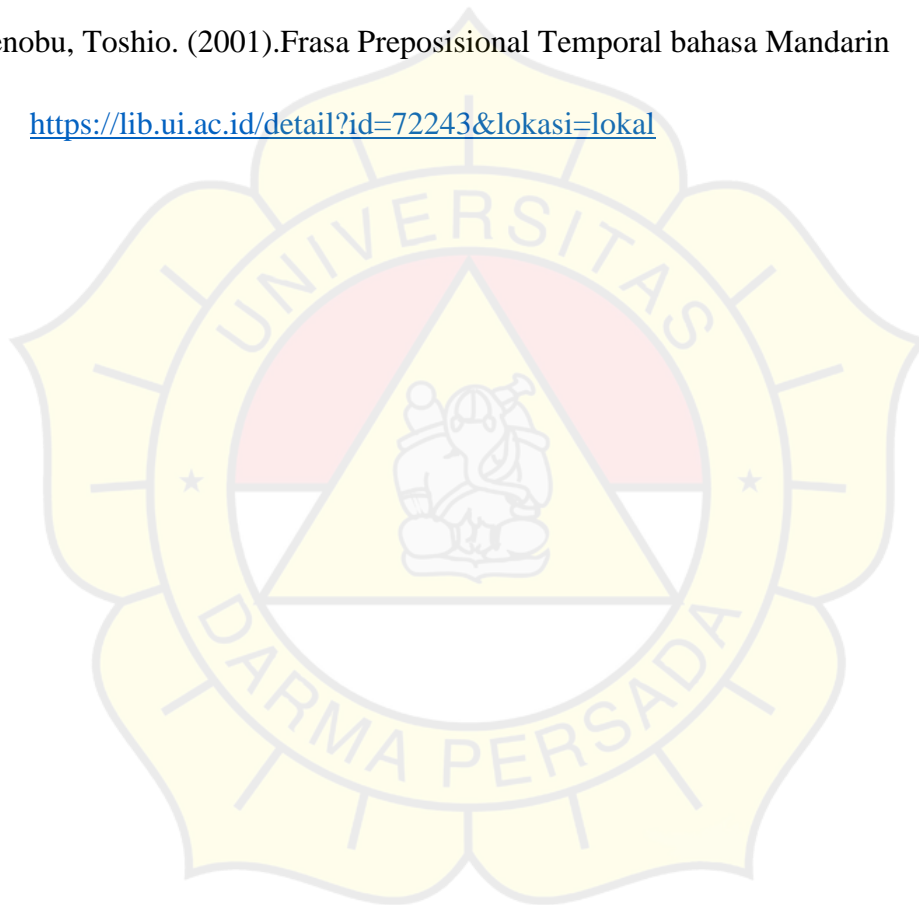 enobu, Toshio. (2001).Frasa Preposisional Temporal bahasa Mandarin
https://lib.ui.ac.id/detail?id=72243&lokasi=lokal
UNIVERSITAS
DARMA PERSADA